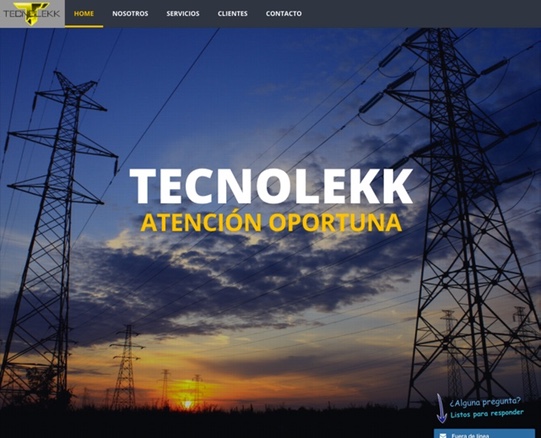 TECNOLEKK
HOME NOSOTROS SERVICIOS CLIENTES CONTACTO
TECNOLEKK
ATENCIÓN OPORTUNA
¿Alguna pregunta?
Listos para responder
Fuera de línea